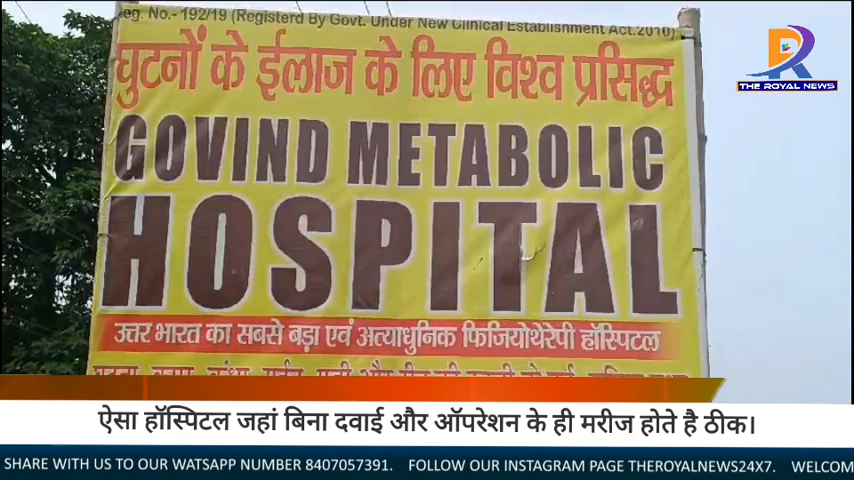 eg. No.- 192/19 (Registerd By Govt. Under New Clinical Establishment Act.2010)
घुटनों के ईलाज के लिए विश्व प्रसिद्ध
GOVIND METABOLIC
HOSPITAL
उत्तर भारत का सबसे बड़ा एवं अत्याधुनिक फिजियोथेरेपी हॉस्पिटल
R
THE ROYAL NEWS
ऐसा हॉस्पिटल जहां बिना दवाई और ऑपरेशन के ही मरीज होते है ठीक।
SHARE WITH US TO OUR WATSAPP NUMBER 8407057391. FOLLOW OUR INSTAGRAM PAGE THEROYALNEWS24X7. WELCOM